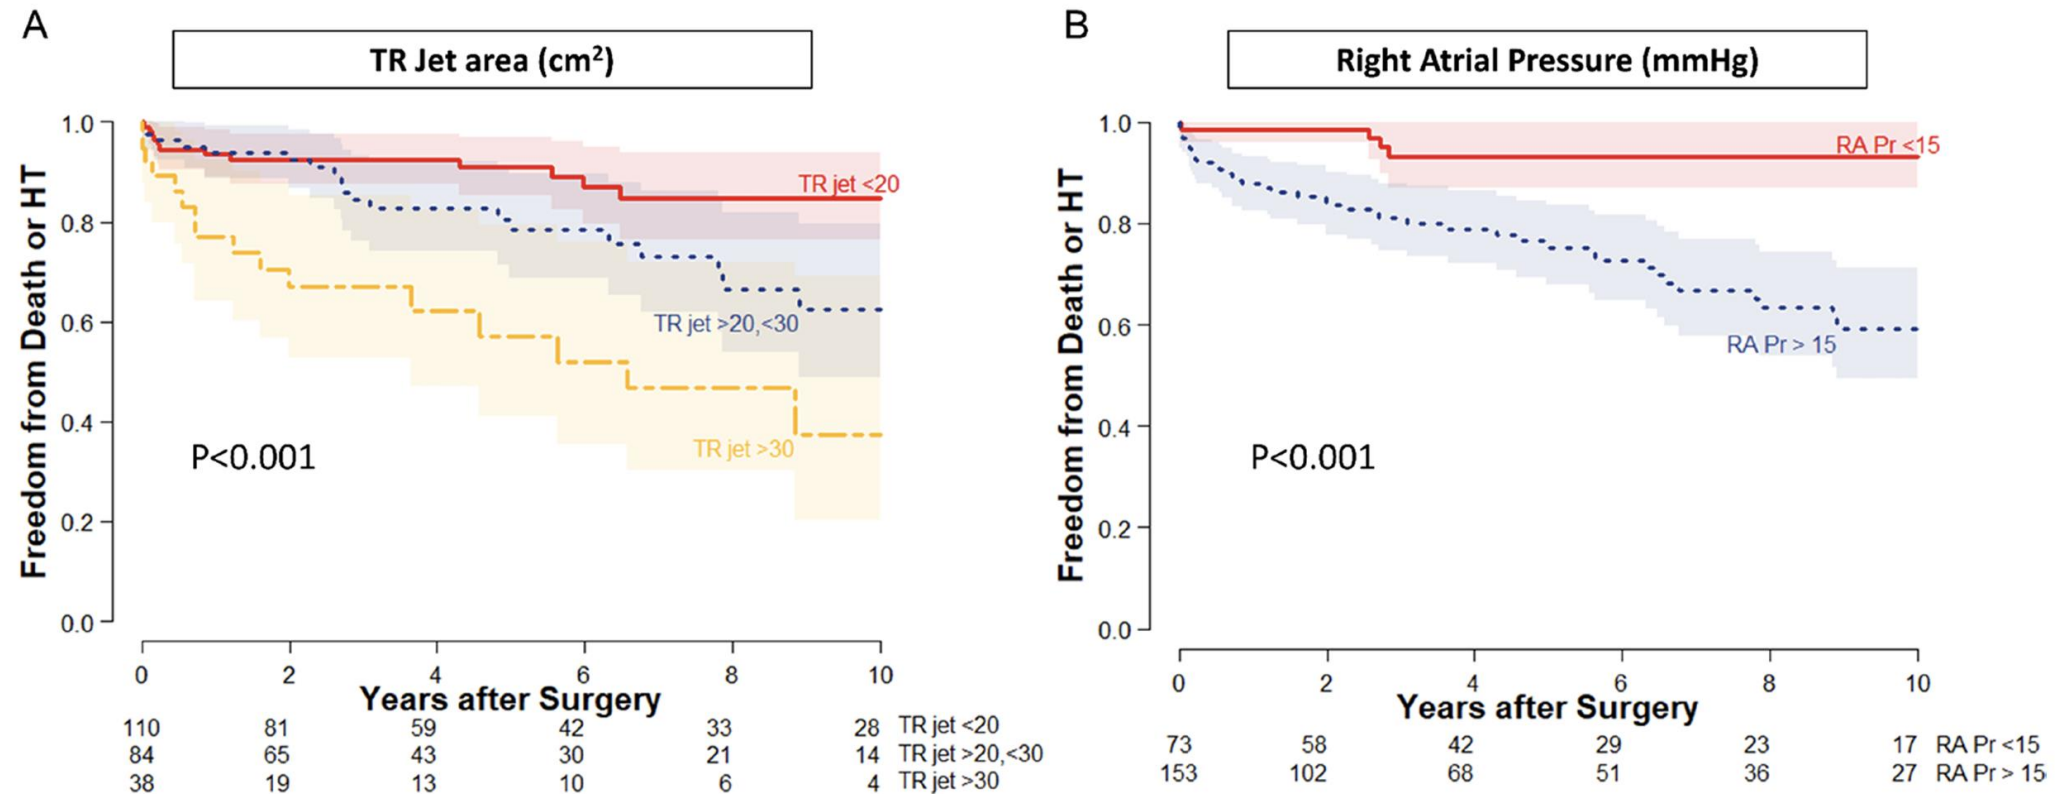 A
TR Jet area (cm²)
Freedom from Death or HT
1.0
0.8
0.6
0.4
0.2
0.0
TR jet <20
TR jet >20,<30
TR jet >30
P<0.001
0 2 4 6 8 10
Years after Surgery
110 81 59 42 33 28 TR jet <20
84 65 43 30 21 14 TR jet >20,<30
38 19 13 10 6 4 TR jet >30
B
Right Atrial Pressure (mmHg)
Freedom from Death or HT
1.0
0.8
0.6
0.4
0.2
0.0
RA Pr <15
RA Pr > 15
P<0.001
0 2 4 6 8 10
Years after Surgery
73 58 42 29 23 17 RA Pr <15
153 102 68 51 36 27 RA Pr > 15